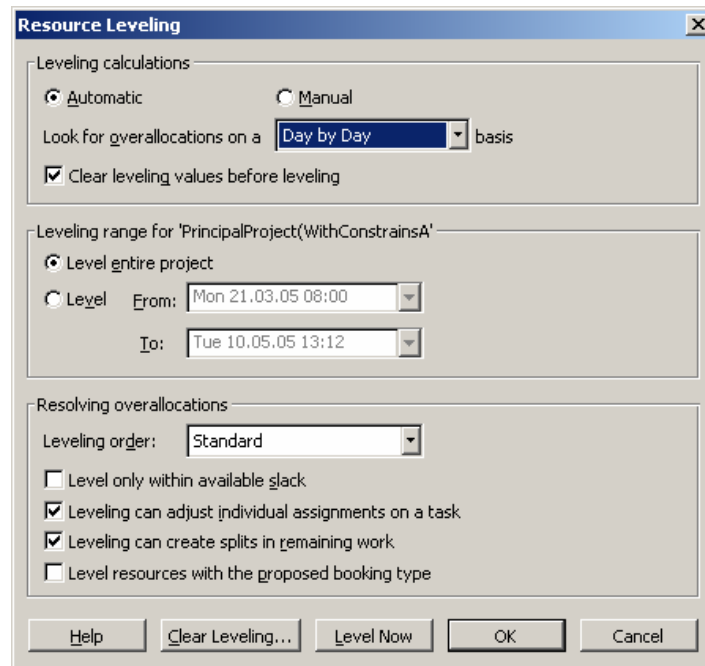 Resource Leveling
Leveling calculations
Automatic Manual
Look for overallocations on a Day by Day basis
Clear leveling values before leveling
Leveling range for 'PrincipalProject(WithConstrainsA'
Level entire project
Level From: Mon 21.03.05 08:00
To: Tue 10.05.05 13:12
Resolving overallocations
Leveling order: Standard
Level only within available slack
Leveling can adjust individual assignments on a task
Leveling can create splits in remaining work
Level resources with the proposed booking type
Help Clear Leveling... Level Now OK Cancel